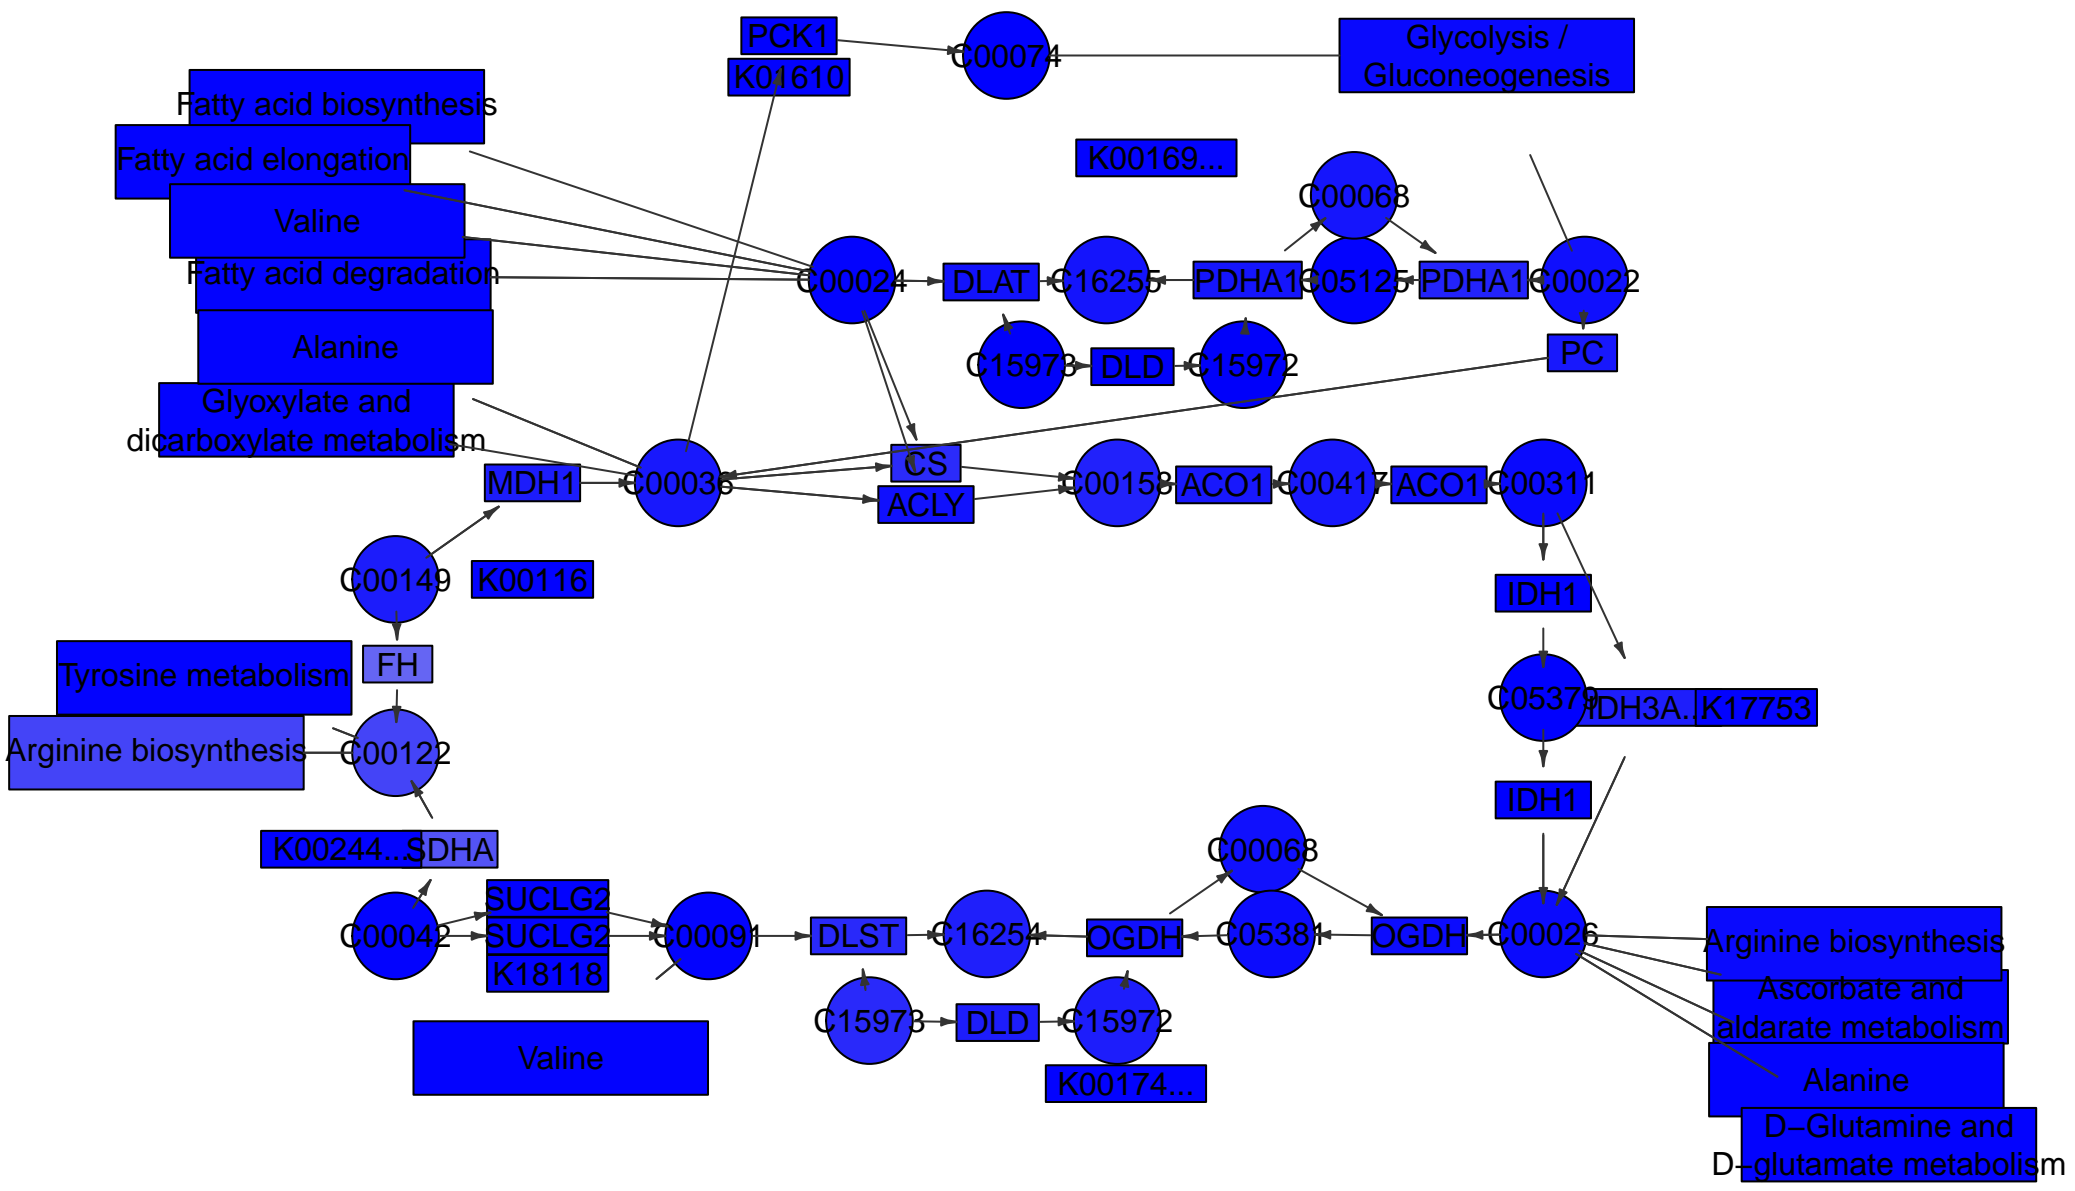 PCK1
C00074
Glycolysis /
Gluconeogenesis
K01610
Fatty acid biosynthesis
Fatty acid elongation
K00169...
C00068
Valine
Fatty acid degradation
C00024
DLAT
C16255
PDHA1
C05125
PDHA1
C00022
Alanine
C15973
DLD
C15972
PC
Glyoxylate and
dicarboxylate metabolism
MDH1
C00036
CS
ACLY
C00158
ACO1
C00417
ACO1
C00311
C00149
K00116
IDH1
Tyrosine metabolism
FH
C05379
IDH3A...
K17753
Arginine biosynthesis
C00122
IDH1
K00244...
SDHA
C00068
SUCLG2
C00042
SUCLG2
C00091
DLST
C16254
OGDH
C05381
OGDH
C00026
Arginine biosynthesis
K18118
Ascorbate and
aldarate metabolism
C15973
DLD
C15972
Valine
K00174...
Alanine
D−Glutamine and
D−glutamate metabolism